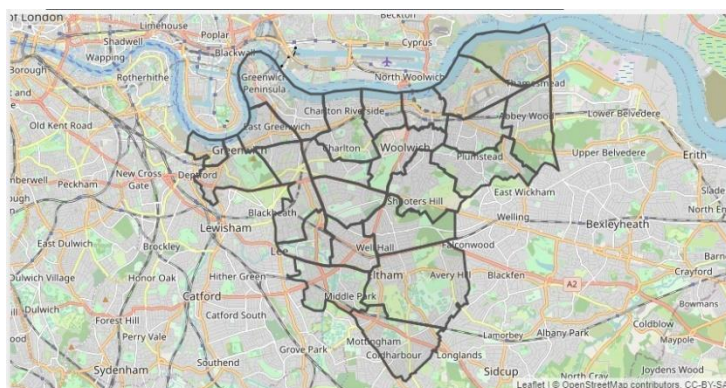 of London
Limehouse
Poplar
Beckton
Shadwell
Blackwall
Cyprus
Wapping
Rotherhithe
Greenwich
Peninsula
North Woolwich
Borough
Thamesmead
Charlton Riverside
Old Kent Road
East Greenwich
Abbey Wood
Lower Belvedere
Woolwich
Greenwich
Charlton
Plumstead
Upper Belvedere
Erith
New Cross
Gate
Deptford
Peckham
Slade
East Wickham
Shooters Hill
North End
Blackheath
Welling
Bexleyheath
Lewisham
East Dulwich
Brockley
Well Hall
Falconwood
Lee
Dulwich Village
Honor Oak
Hither Green
Eltham
Avery Hill
Blackfen
Crayford
A2
Catford
Middle Park
Bowmans
Forest Hill
Catford South
Lamorbey
Albany Park
Coldblow
Perry Vale
Mottingham
Maypole
Grove Park
Coldharbour
Longlands
Sydenham
Southend
Sidcup
North Cray
Joydens Wood
Leaflet | © OpenStreetMap contributors, CC-BY-SA